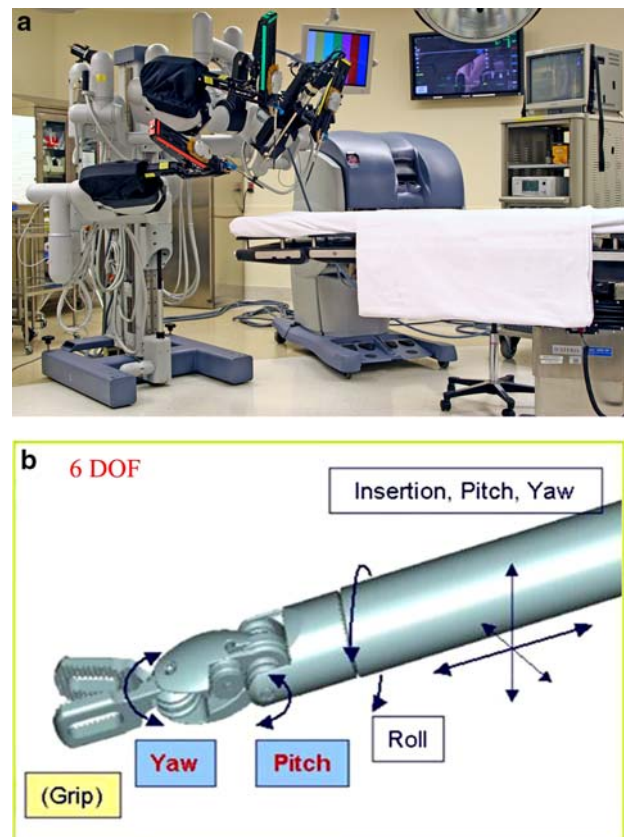 a
b
6 DOF
Insertion, Pitch, Yaw
Roll
Yaw
Pitch
(Grip)